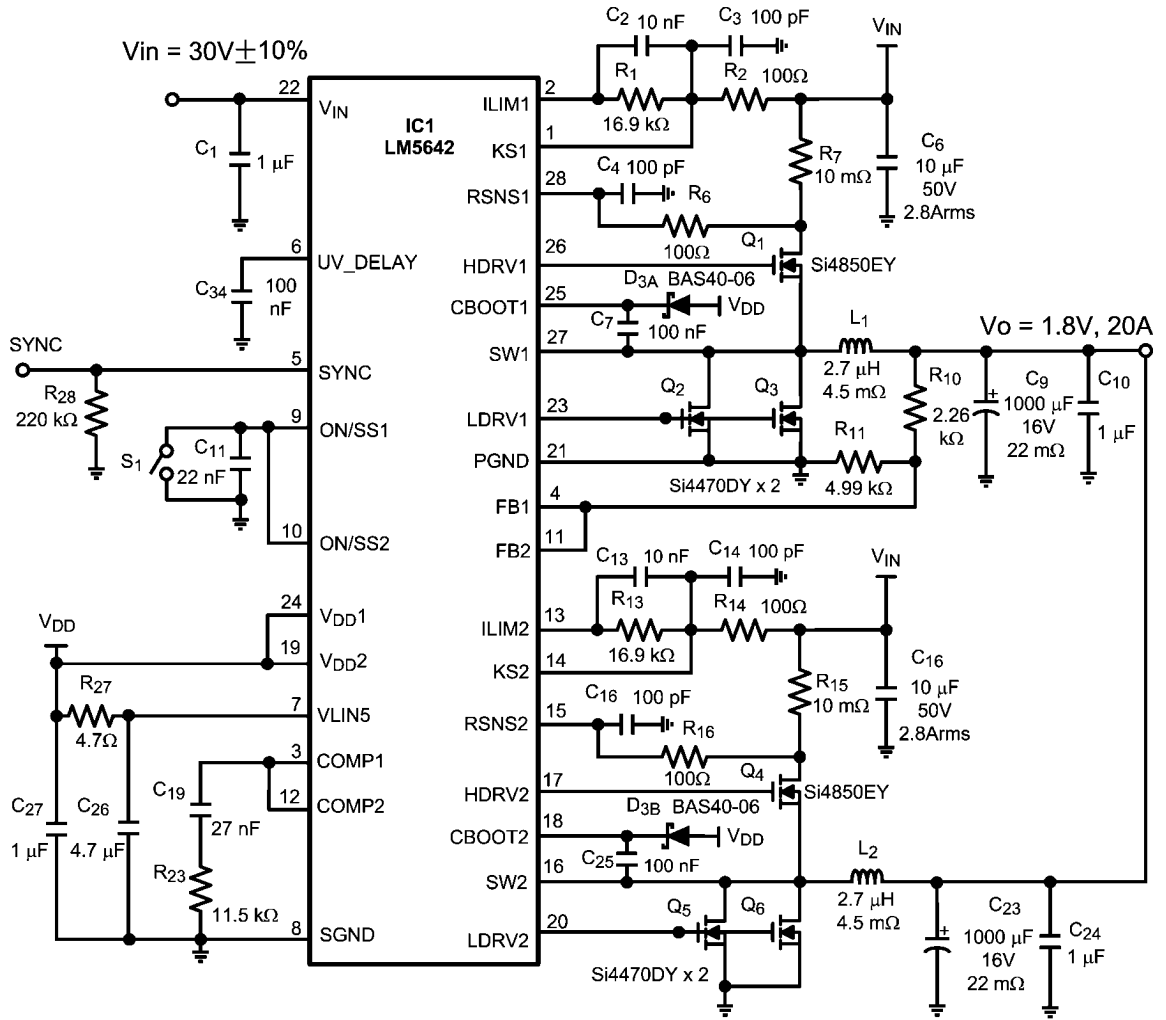 Vin = 30V±10%
22
VIN
C1
1 µF
IC1
LM5642
6
UV_DELAY
C34
100
nF
SYNC
5
SYNC
R28
220 kΩ
9
ON/SS1
S1
C11
22 nF
10
ON/SS2
24
VDD1
VDD
19
VDD2
R27
4.7Ω
7
VLIN5
3
COMP1
12
COMP2
C19
27 nF
C27
1 µF
C26
4.7 µF
R23
11.5 kΩ
8
SGND
C2 10 nF
C3 100 pF
VIN
ILIM1
2
R1
16.9 kΩ
R2
100Ω
KS1
1
R7
10 mΩ
C6
10 µF
50V
2.8Arms
C4 100 pF
RSNS1
28
R6
100Ω
Q1
HDRV1
26
Si4850EY
D3A BAS40-06
CBOOT1
25
VDD
C7
100 nF
SW1
27
L1
2.7 µH
4.5 mΩ
Vo = 1.8V, 20A
Q2
Q3
R10
2.26
kΩ
C9
1000 µF
16V
22 mΩ
C10
1 µF
LDRV1
23
R11
4.99 kΩ
PGND
21
Si4470DY x 2
FB1
4
FB2
11
C13 10 nF
C14 100 pF
VIN
ILIM2
13
R13
16.9 kΩ
R14
100Ω
KS2
14
R15
10 mΩ
C16
10 µF
50V
2.8Arms
C16 100 pF
RSNS2
15
R16
100Ω
Q4
HDRV2
17
Si4850EY
D3B BAS40-06
CBOOT2
18
VDD
C25
100 nF
SW2
16
L2
2.7 µH
4.5 mΩ
Q5
Q6
LDRV2
20
C23
1000 µF
16V
22 mΩ
C24
1 µF
Si4470DY x 2